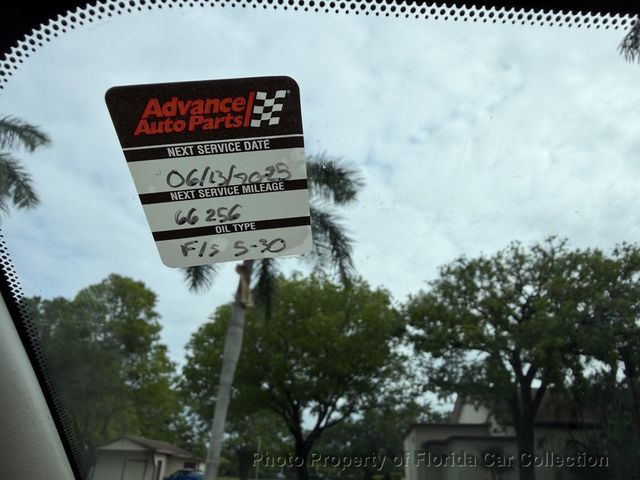 Advance
Auto Parts
NEXT SERVICE DATE
06/13/2025
NEXT SERVICE MILEAGE
66 256
OIL TYPE
F/s 5-30
Photo Property of Florida Car Collection